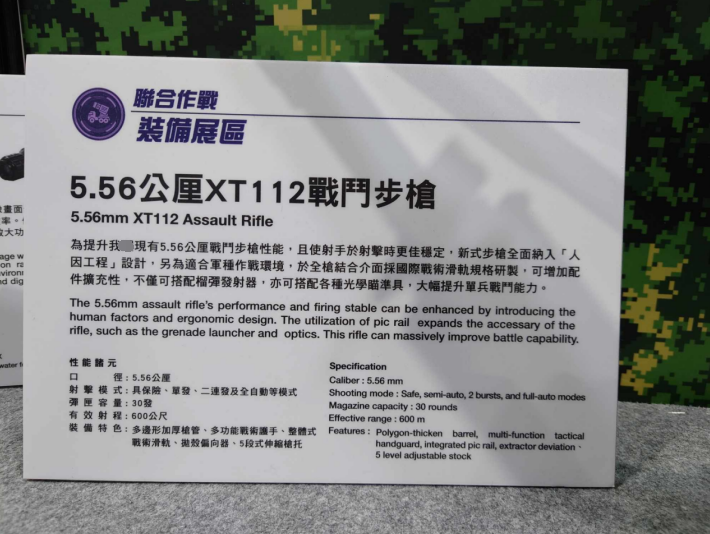 聯合作戰
裝備展區
5.56公厘XT112戰鬥步槍
5.56mm XT112 Assault Rifle
為提升我 現有5.56公厘戰鬥步槍性能，且使射手於射擊時更佳穩定，新式步槍全面納入「人
因工程」設計，另為適合軍種作戰環境，於全槍結合介面採國際戰術滑軌規格研製，可增加配
件擴充性，不僅可搭配榴彈發射器，亦可搭配各種光學瞄準具，大幅提升單兵戰鬥能力。
The 5.56mm assault rifle's performance and firing stable can be enhanced by introducing the
human factors and ergonomic design. The utilization of pic rail expands the accessary of the
rifle, such as the grenade launcher and optics. This rifle can massively improve battle capability.
性能諸元
口徑：5.56公厘
射擊模式：具保險、單發、二連發及全自動等模式
彈匣容量：30發
有效射程：600公尺
裝備特色：多邊形加厚槍管、多功能戰術護手、整體式
戰術滑軌、拋殼偏向器、5段式伸縮槍托
Specification
Caliber : 5.56 mm
Shooting mode : Safe, semi-auto, 2 bursts, and full-auto modes
Magazine capacity : 30 rounds
Effective range : 600 m
Features : Polygon-thicken barrel, multi-function tactical
handguard, integrated pic rail, extractor deviation、
5 level adjustable stock